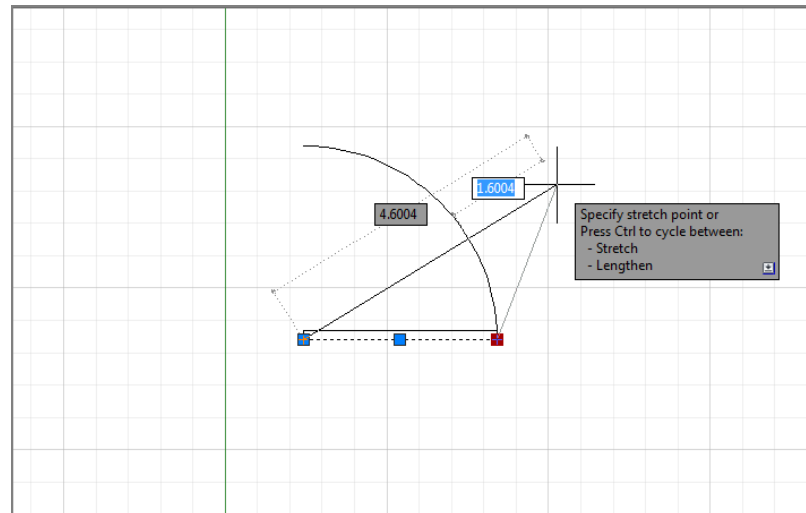 1.6004
4.6004
Specify stretch point or
Press Ctrl to cycle between:
- Stretch
- Lengthen